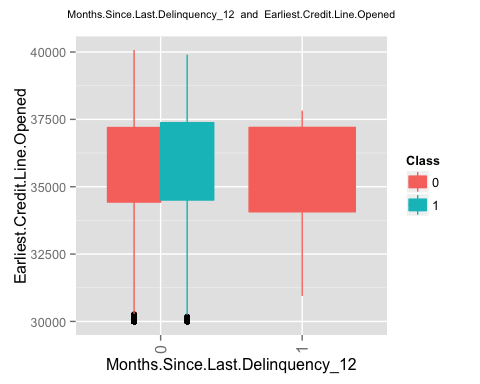 Months.Since.Last.Delinquency_12 and Earliest.Credit.Line.Opened
Earliest.Credit.Line.Opened
40000
37500
35000
32500
30000
0
1
Months.Since.Last.Delinquency_12
Class
0
1